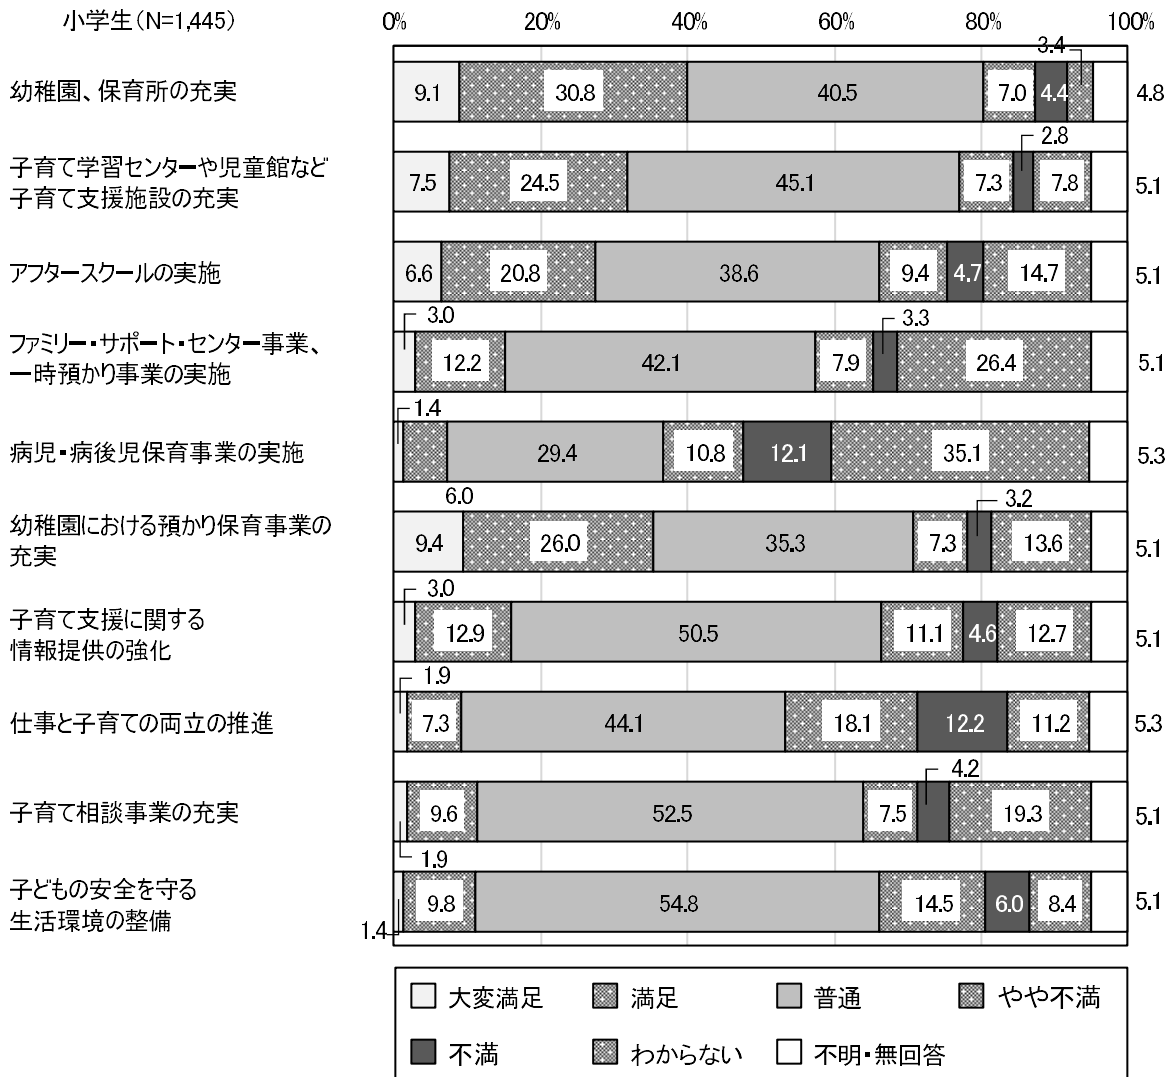 小学生(N=1,445)
0% 20% 40% 60% 80% 100%
3.4
幼稚園、保育所の充実 9.1 30.8 40.5 7.0 4.4 4.8
2.8
子育て学習センターや児童館など
子育て支援施設の充実 7.5 24.5 45.1 7.3 7.8 5.1
アフタースクールの実施 6.6 20.8 38.6 9.4 4.7 14.7 5.1
3.0 3.3
ファミリー・サポート・センター事業、
一時預かり事業の実施 12.2 42.1 7.9 26.4 5.1
1.4
病児・病後児保育事業の実施 29.4 10.8 12.1 35.1 5.3
6.0 3.2
幼稚園における預かり保育事業の
充実 9.4 26.0 35.3 7.3 13.6 5.1
3.0
子育て支援に関する
情報提供の強化 12.9 50.5 11.1 4.6 12.7 5.1
1.9
仕事と子育ての両立の推進 7.3 44.1 18.1 12.2 11.2 5.3
4.2
子育て相談事業の充実 9.6 52.5 7.5 19.3 5.1
1.9
子どもの安全を守る
生活環境の整備 9.8 54.8 14.5 6.0 8.4 5.1
1.4
大変満足 満足 普通 やや不満
不満 わからない 不明・無回答